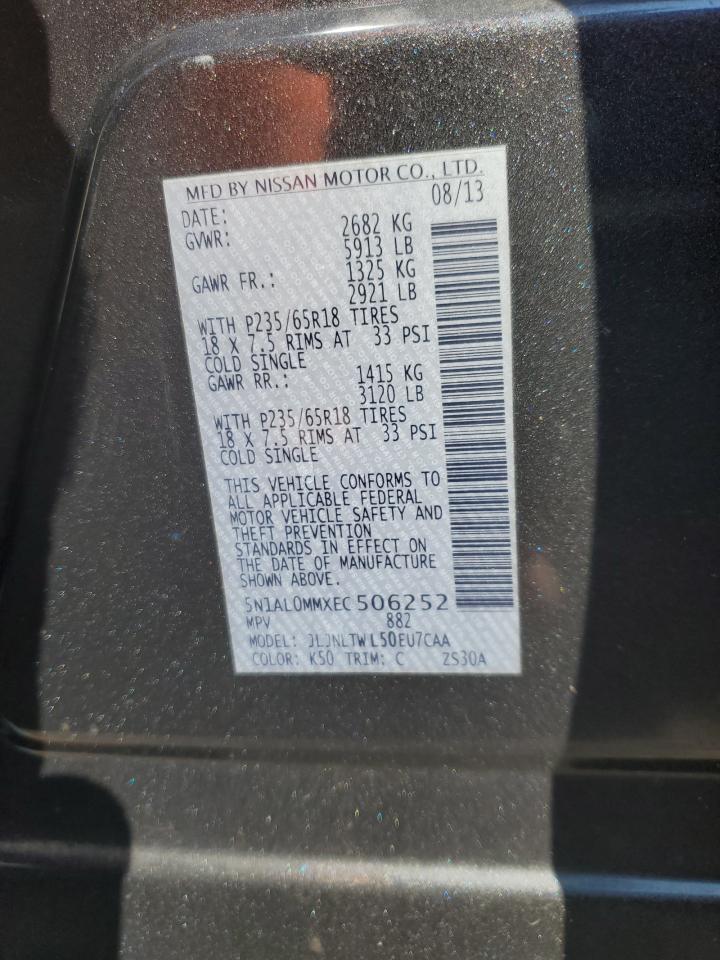 MFD BY NISSAN MOTOR CO., LTD.
DATE: 08/13
GVWR: 2682 KG
5913 LB
GAWR FR.: 1325 KG
2921 LB
WITH P235/65R18 TIRES
18 X 7.5 RIMS AT 33 PSI
COLD SINGLE
GAWR RR.: 1415 KG
3120 LB
WITH P235/65R18 TIRES
18 X 7.5 RIMS AT 33 PSI
COLD SINGLE
THIS VEHICLE CONFORMS TO
ALL APPLICABLE FEDERAL
MOTOR VEHICLE SAFETY AND
THEFT PREVENTION
STANDARDS IN EFFECT ON
THE DATE OF MANUFACTURE
SHOWN ABOVE.
5N1AL0MMXEC506252
MPV 882
MODEL: JLJNLTWL50EU7CAA
COLOR: K50 TRIM: C ZS30A